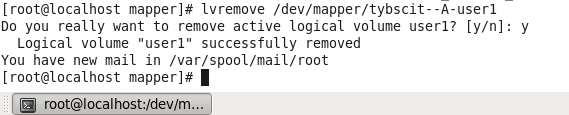 [root@localhost mapper]# lvremove /dev/mapper/tybscit--A-user1
Do you really want to remove active logical volume user1? [y/n]: y
  Logical volume "user1" successfully removed
You have new mail in /var/spool/mail/root
[root@localhost mapper]#
root@localhost:/dev/m...